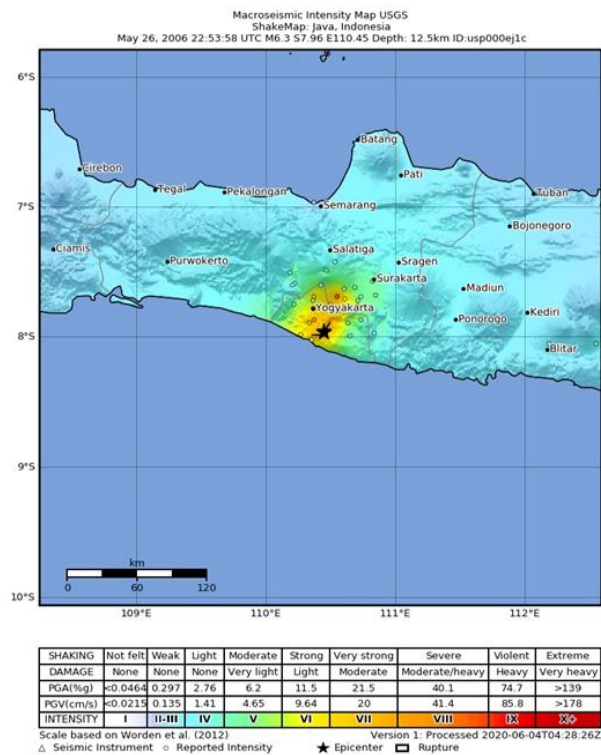 Macroseismic Intensity Map USGS
ShakeMap: Java, Indonesia
May 26, 2006 22:53:58 UTC M6.3 S7.96 E110.45 Depth: 12.5km ID:usp000ej1c
6°S
Batang
Cirebon
Pati
Tegal
Pekalongan
Tuban
7°S
Semarang
Bojonegoro
Ciamis
Salatiga
Purwokerto
Sragen
Surakarta
Madiun
Yogyakarta
Kediri
Ponorogo
8°S
Blitar
9°S
km
0 60 120
10°S
109°E 110°E 111°E 112°E
SHAKING Not felt Weak Light Moderate Strong Very strong Severe Violent Extreme
DAMAGE None None None Very light Light Moderate Moderate/heavy Heavy Very heavy
PGA(%g) <0.0464 0.297 2.76 6.2 11.5 21.5 40.1 74.7 >139
PGV(cm/s) <0.0215 0.135 1.41 4.65 9.64 20 41.4 85.8 >178
INTENSITY I II-III IV V VI VII VIII IX X+
Scale based on Worden et al. (2012) Version 1: Processed 2020-06-04T04:28:26Z
Seismic Instrument Reported Intensity Epicenter Rupture